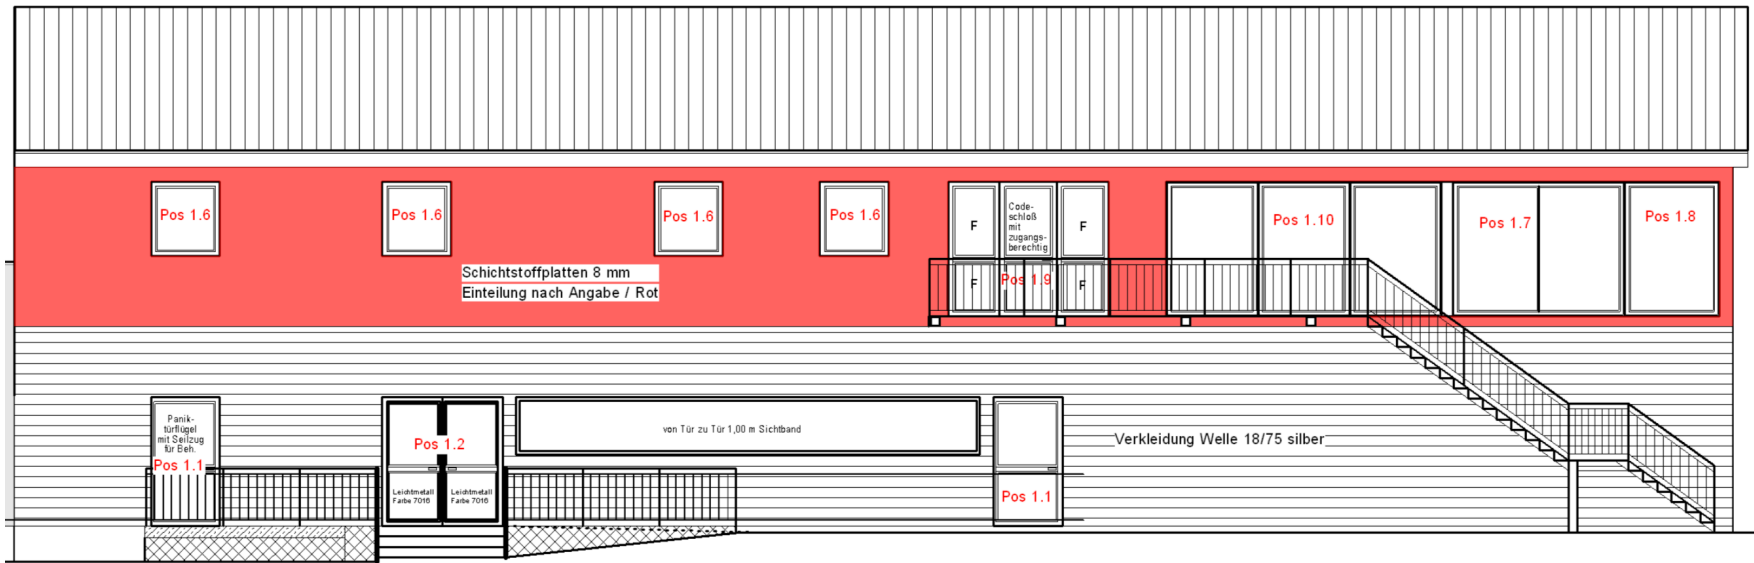 Pos 1.6
Pos 1.6
Pos 1.6
Pos 1.6
F
Code-
schloß
mit
zugangs-
berechtig
F
Pos 1.10
Pos 1.7
Pos 1.8
Schichtstoffplatten 8 mm
Einteilung nach Angabe / Rot
F
Pos 1.9
F
Panik-
türflügel
mit Seilzug
für Beh.
Pos 1.1
Pos 1.2
Leichtmetall
Farbe 7016
Leichtmetall
Farbe 7016
von Tür zu Tür 1,00 m Sichtband
Pos 1.1
Verkleidung Welle 18/75 silber